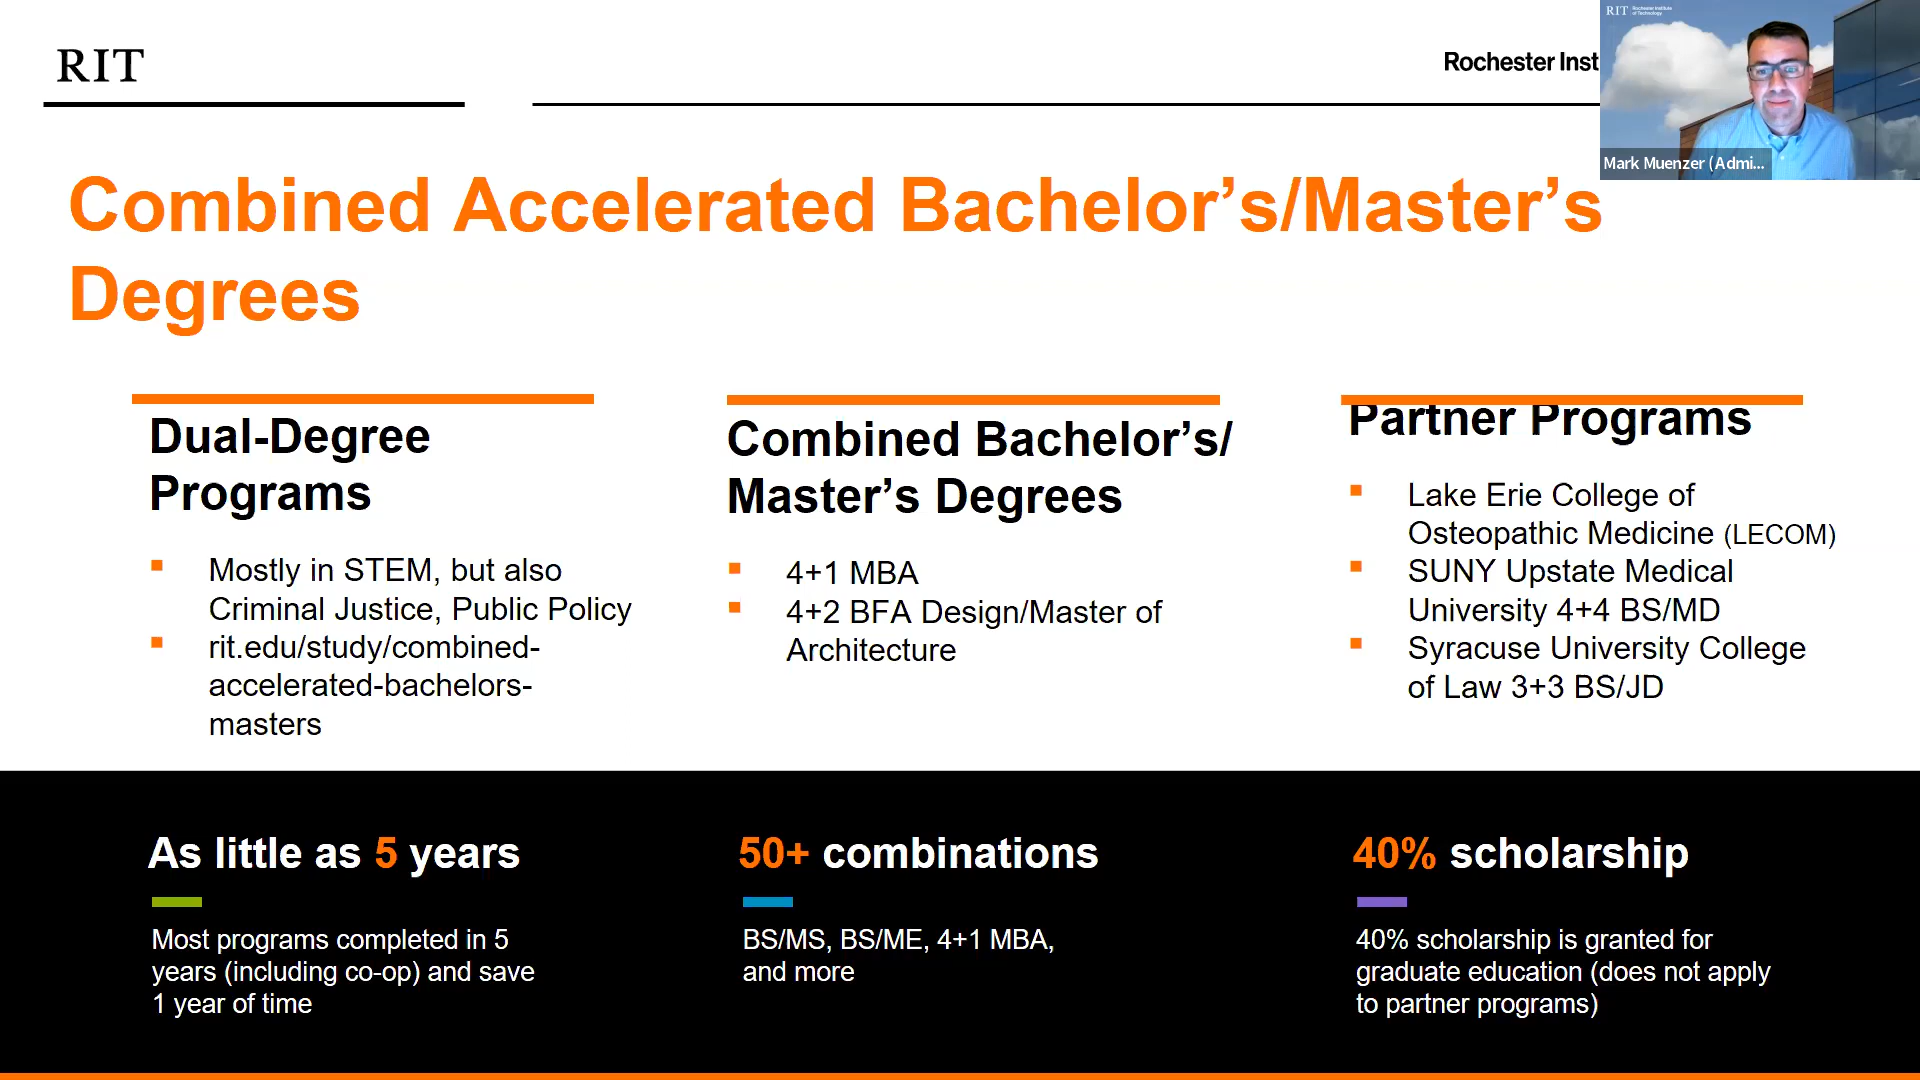 RIT
Rochester Inst
RIT Rochester Institute
of Technology
Mark Muenzer (Admi...
Combined Accelerated Bachelor’s/Master’s
Degrees
Dual-Degree
Programs
▪ Mostly in STEM, but also
Criminal Justice, Public Policy
▪ rit.edu/study/combined-
accelerated-bachelors-
masters
Combined Bachelor’s/
Master’s Degrees
▪ 4+1 MBA
▪ 4+2 BFA Design/Master of
Architecture
Partner Programs
▪ Lake Erie College of
Osteopathic Medicine (LECOM)
▪ SUNY Upstate Medical
University 4+4 BS/MD
▪ Syracuse University College
of Law 3+3 BS/JD
As little as 5 years
Most programs completed in 5
years (including co-op) and save
1 year of time
50+ combinations
BS/MS, BS/ME, 4+1 MBA,
and more
40% scholarship
40% scholarship is granted for
graduate education (does not apply
to partner programs)